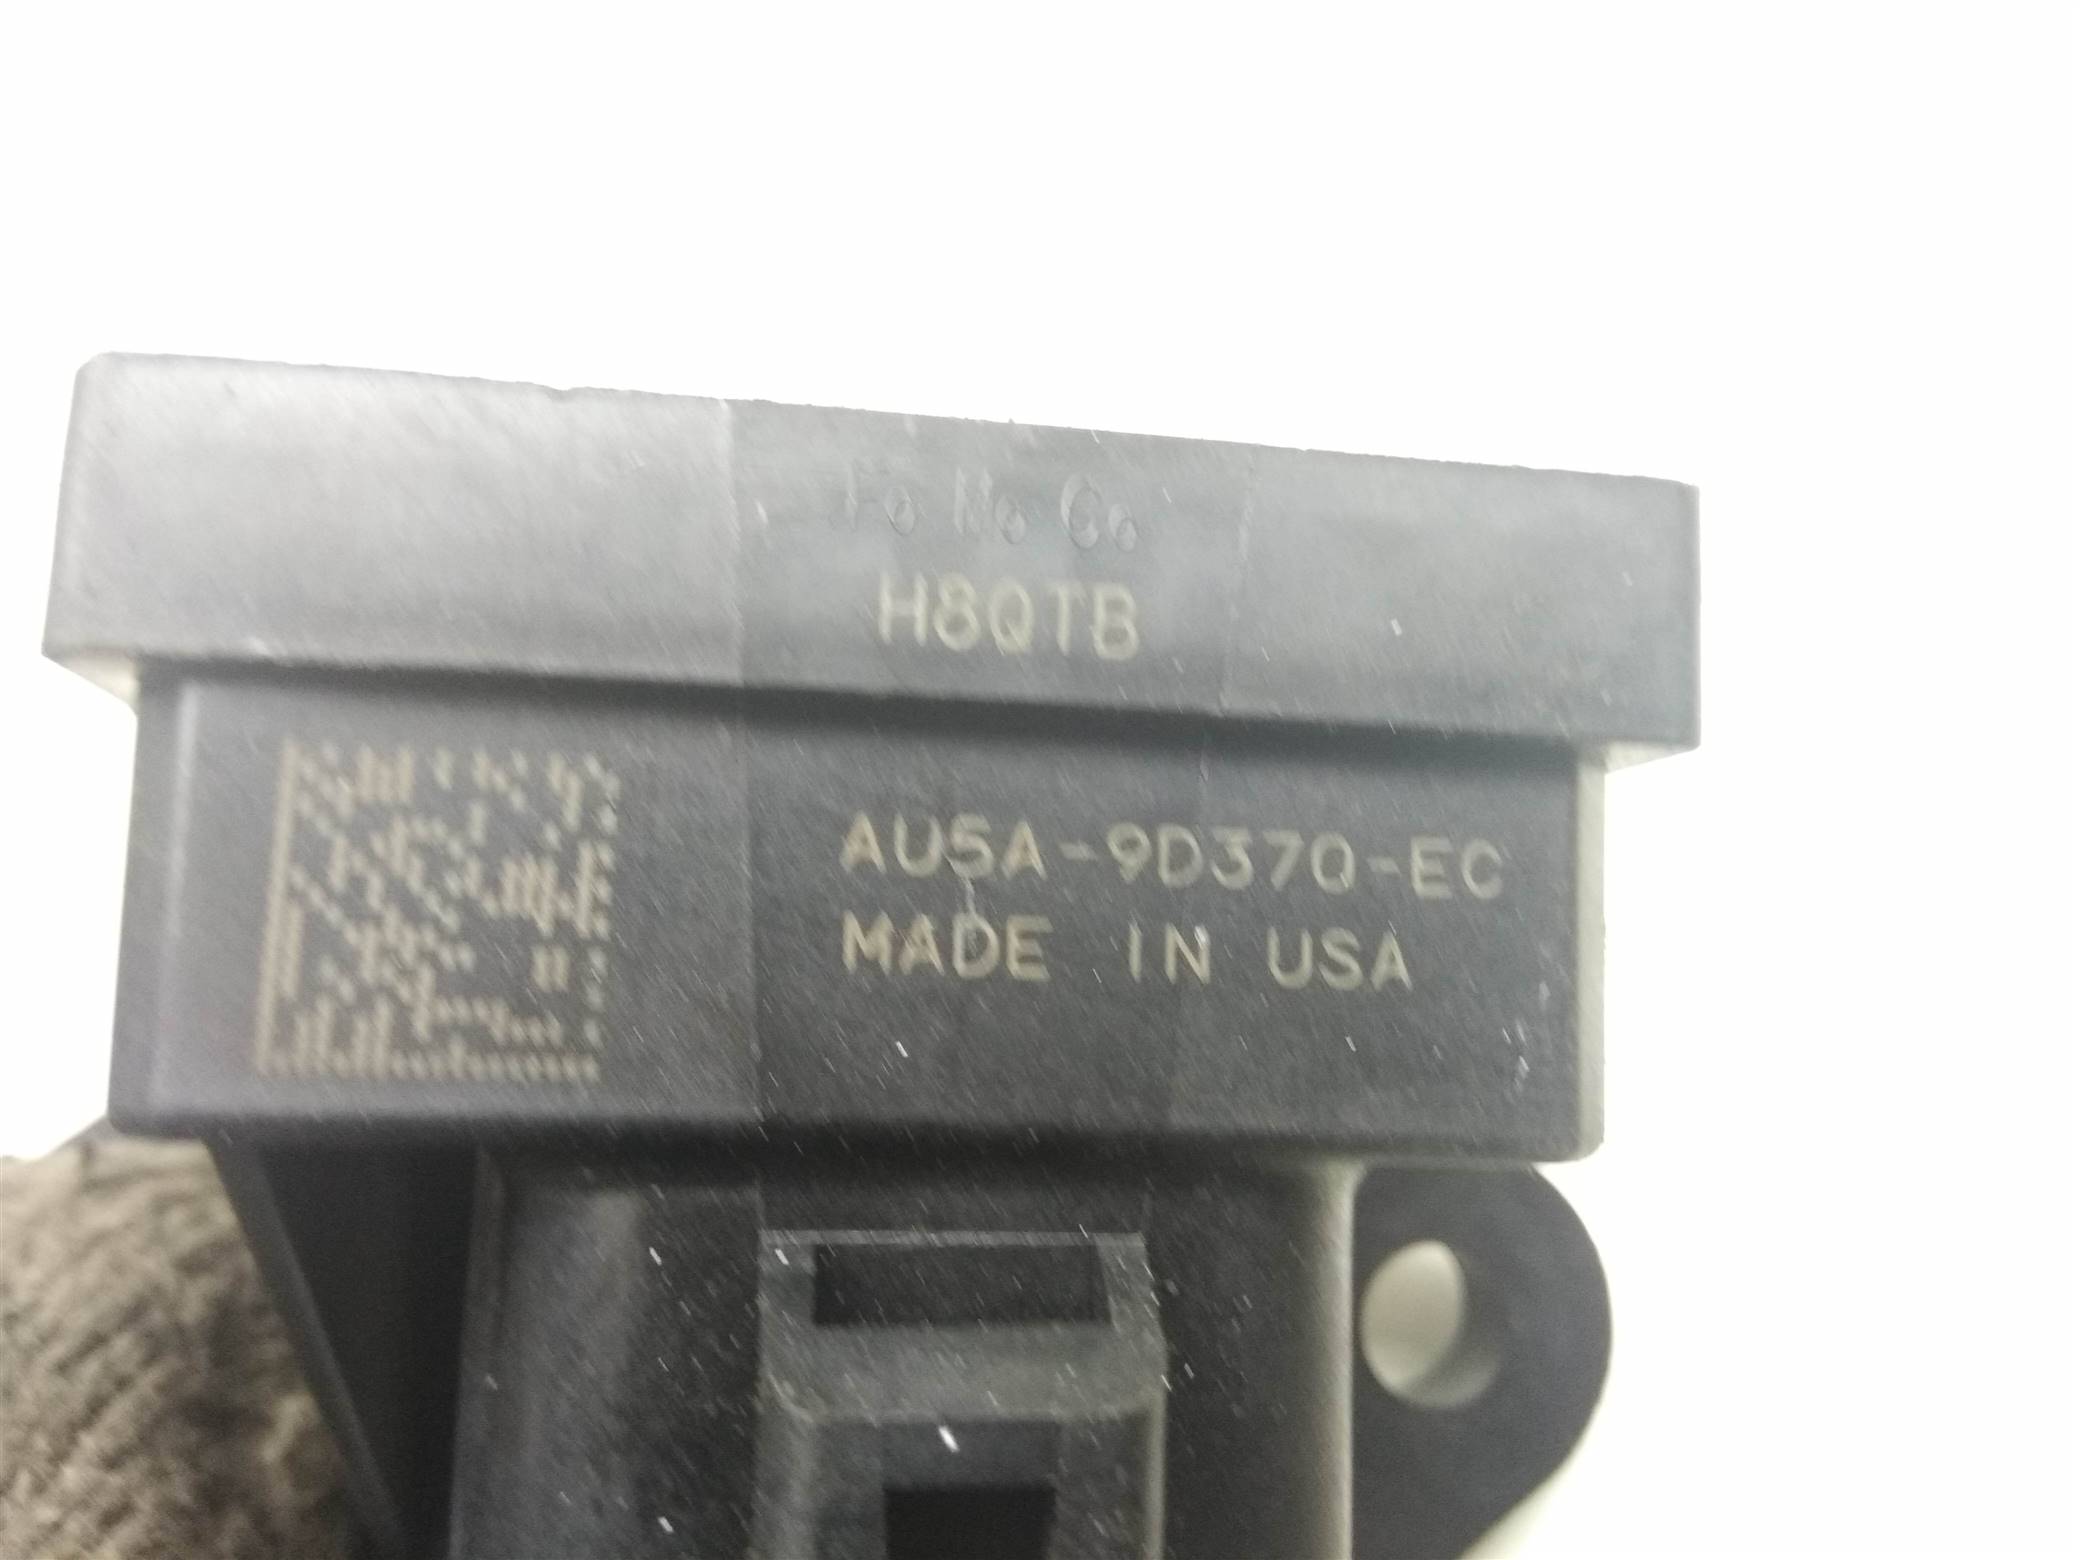 Fo Mo Co
H8QTB
AU5A-9D370-EC
MADE IN USA